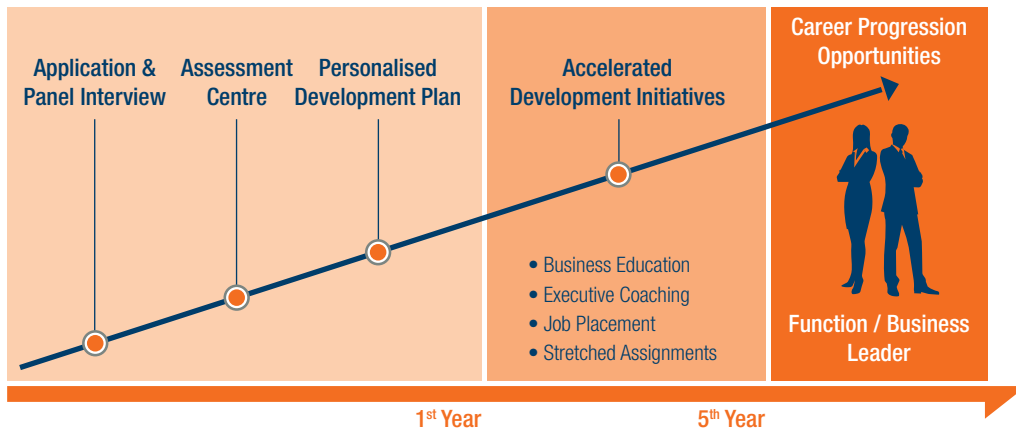 Application &
Panel Interview
Assessment
Centre
Personalised
Development Plan
Accelerated
Development Initiatives
• Business Education
• Executive Coaching
• Job Placement
• Stretched Assignments
Career Progression
Opportunities
Function / Business
Leader
1st Year
5th Year